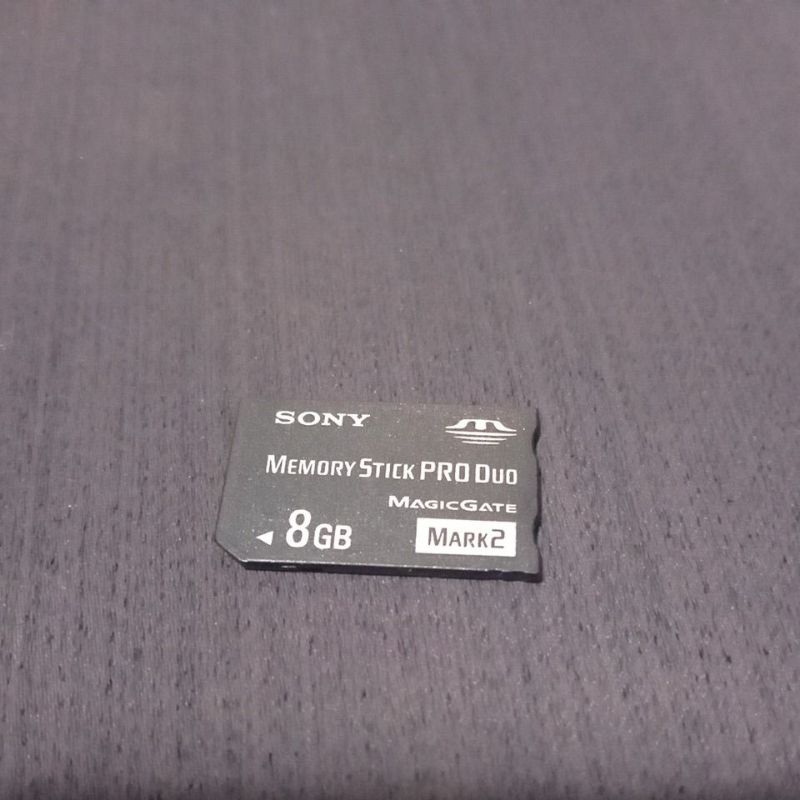 SONY
MEMORY STICK PRO DUO
MAGICGATE
8GB MARK2